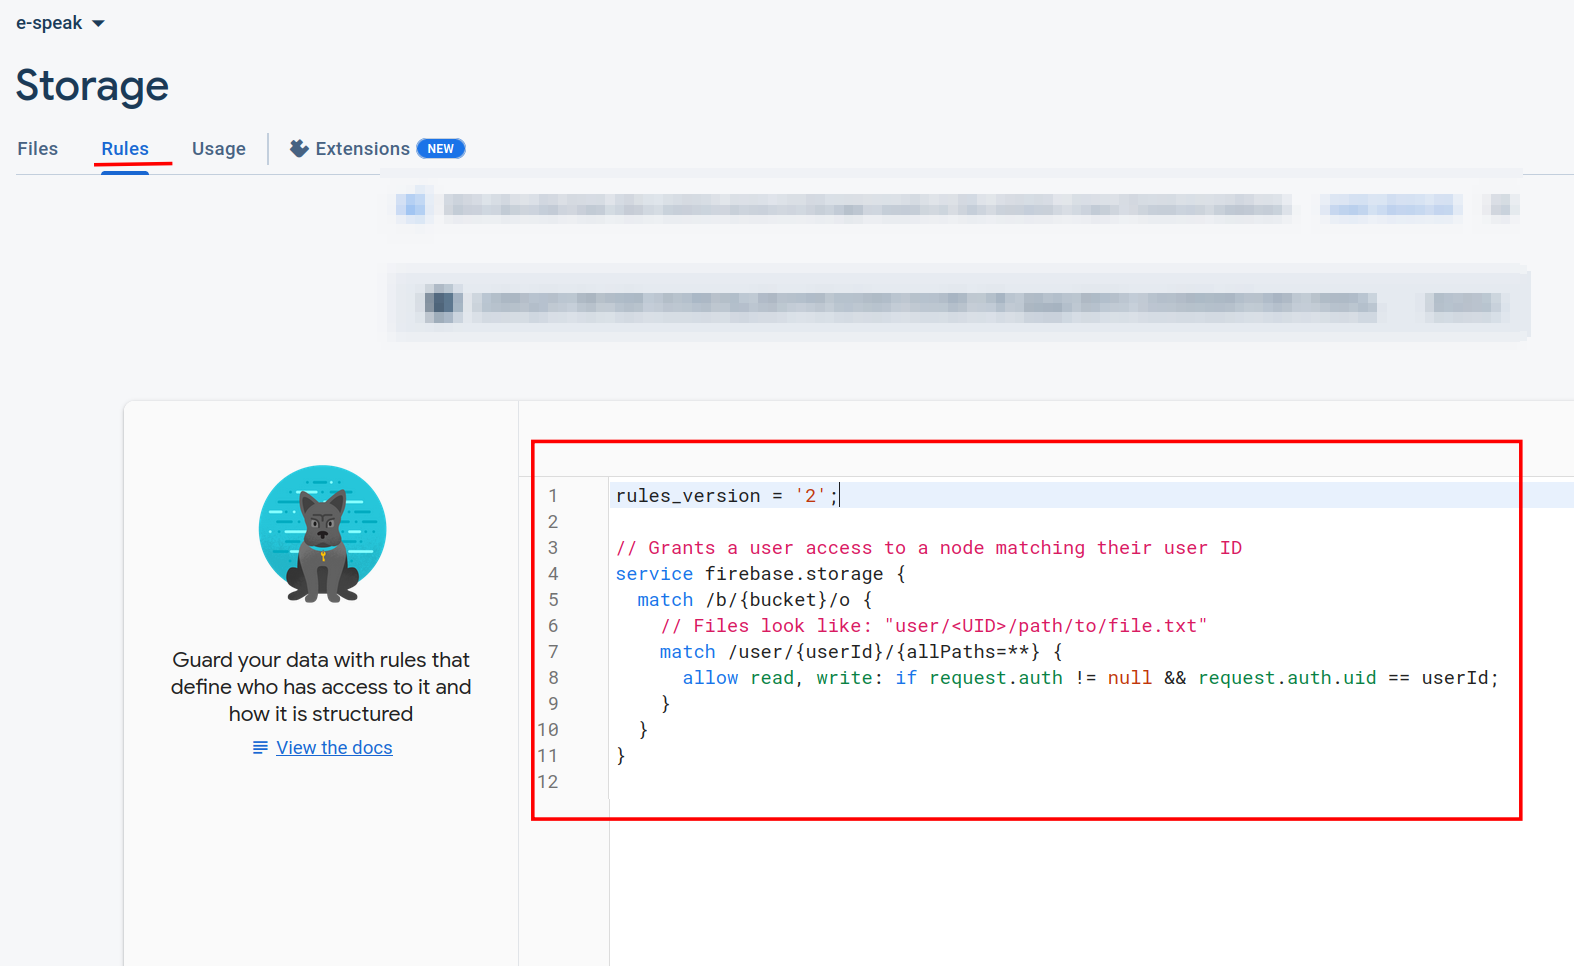 e-speak
Storage
Files Rules Usage Extensions NEW
Guard your data with rules that
define who has access to it and
how it is structured
View the docs
1 rules_version = '2';
2
3 // Grants a user access to a node matching their user ID
4 service firebase.storage {
5   match /b/{bucket}/o {
6     // Files look like: "user/<UID>/path/to/file.txt"
7     match /user/{userId}/{allPaths=**} {
8       allow read, write: if request.auth != null && request.auth.uid == userId;
9     }
10   }
11 }
12